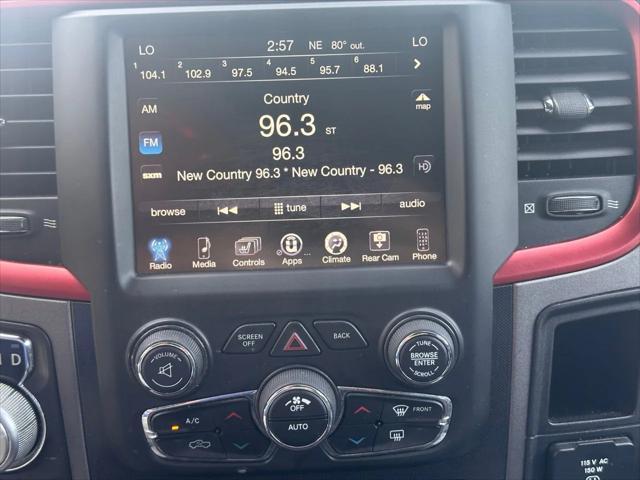 LO 2:57 NE 80° out. LO
1 104.1 2 102.9 3 97.5 4 94.5 5 95.7 6 88.1
Country
AM
map
96.3 ST
FM
96.3
sxm New Country 96.3 * New Country - 96.3 HD
browse tune audio
Radio Media Controls Apps ... Climate Rear Cam Phone
SCREEN OFF BACK
VOLUME
TUNE
BROWSE
ENTER
SCROLL
D
A/C OFF FRONT
AUTO
115 V AC
150 W